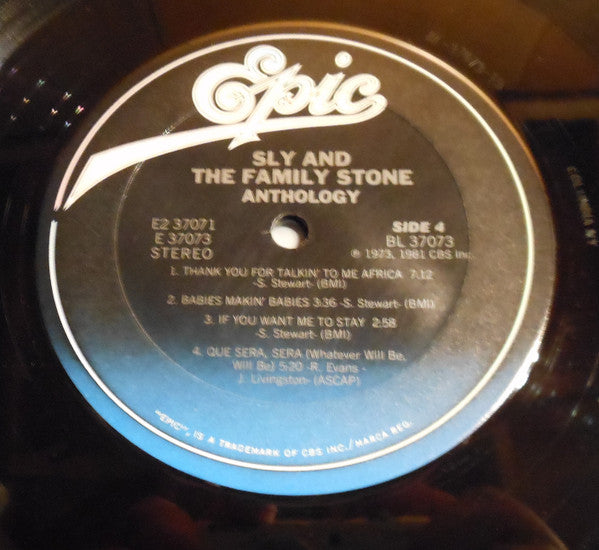 Epic
SLY AND
THE FAMILY STONE
ANTHOLOGY
E2 37071
E 37073
STEREO
SIDE 4
BL 37073
℗ 1973, 1981 CBS Inc.
1. THANK YOU FOR TALKIN' TO ME AFRICA 7:12
-S. Stewart- (BMI)
2. BABIES MAKIN' BABIES 3:36 -S. Stewart- (BMI)
3. IF YOU WANT ME TO STAY 2:58
-S. Stewart- (BMI)
4. QUE SERA, SERA (Whatever Will Be,
Will Be) 5:20 -R. Evans -
J. Livingston- (ASCAP)
"EPIC", IS A TRADEMARK OF CBS INC./MARCA REG.
COLUMBIA NY